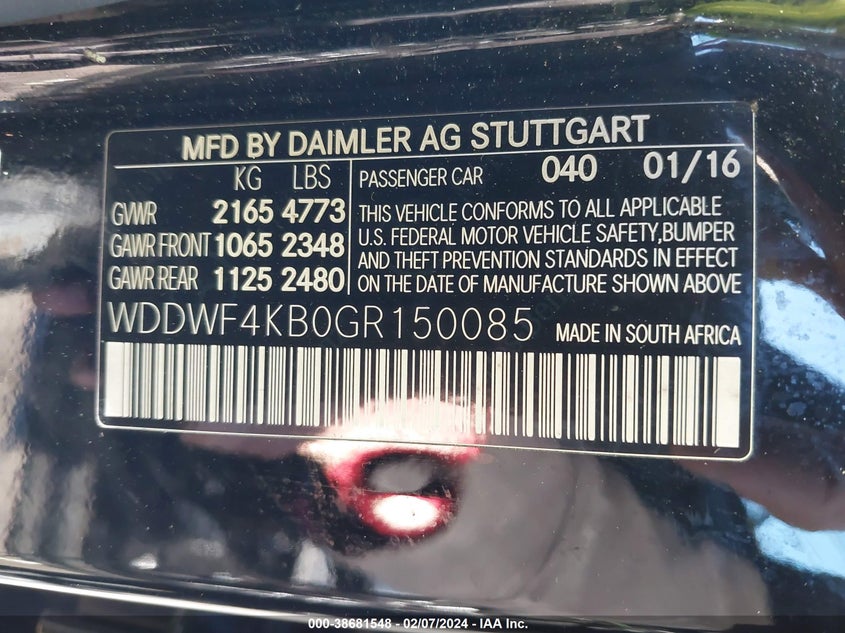 MFD BY DAIMLER AG STUTTGART
KG LBS
GVWR 2165 4773
GAWR FRONT 1065 2348
GAWR REAR 1125 2480
PASSENGER CAR 040 01/16
THIS VEHICLE CONFORMS TO ALL APPLICABLE
U.S. FEDERAL MOTOR VEHICLE SAFETY,BUMPER
AND THEFT PREVENTION STANDARDS IN EFFECT
ON THE DATE OF MANUFACTURE SHOWN ABOVE
WDDWF4KB0GR150085 MADE IN SOUTH AFRICA
000-38681548 - 02/07/2024 - IAA Inc.